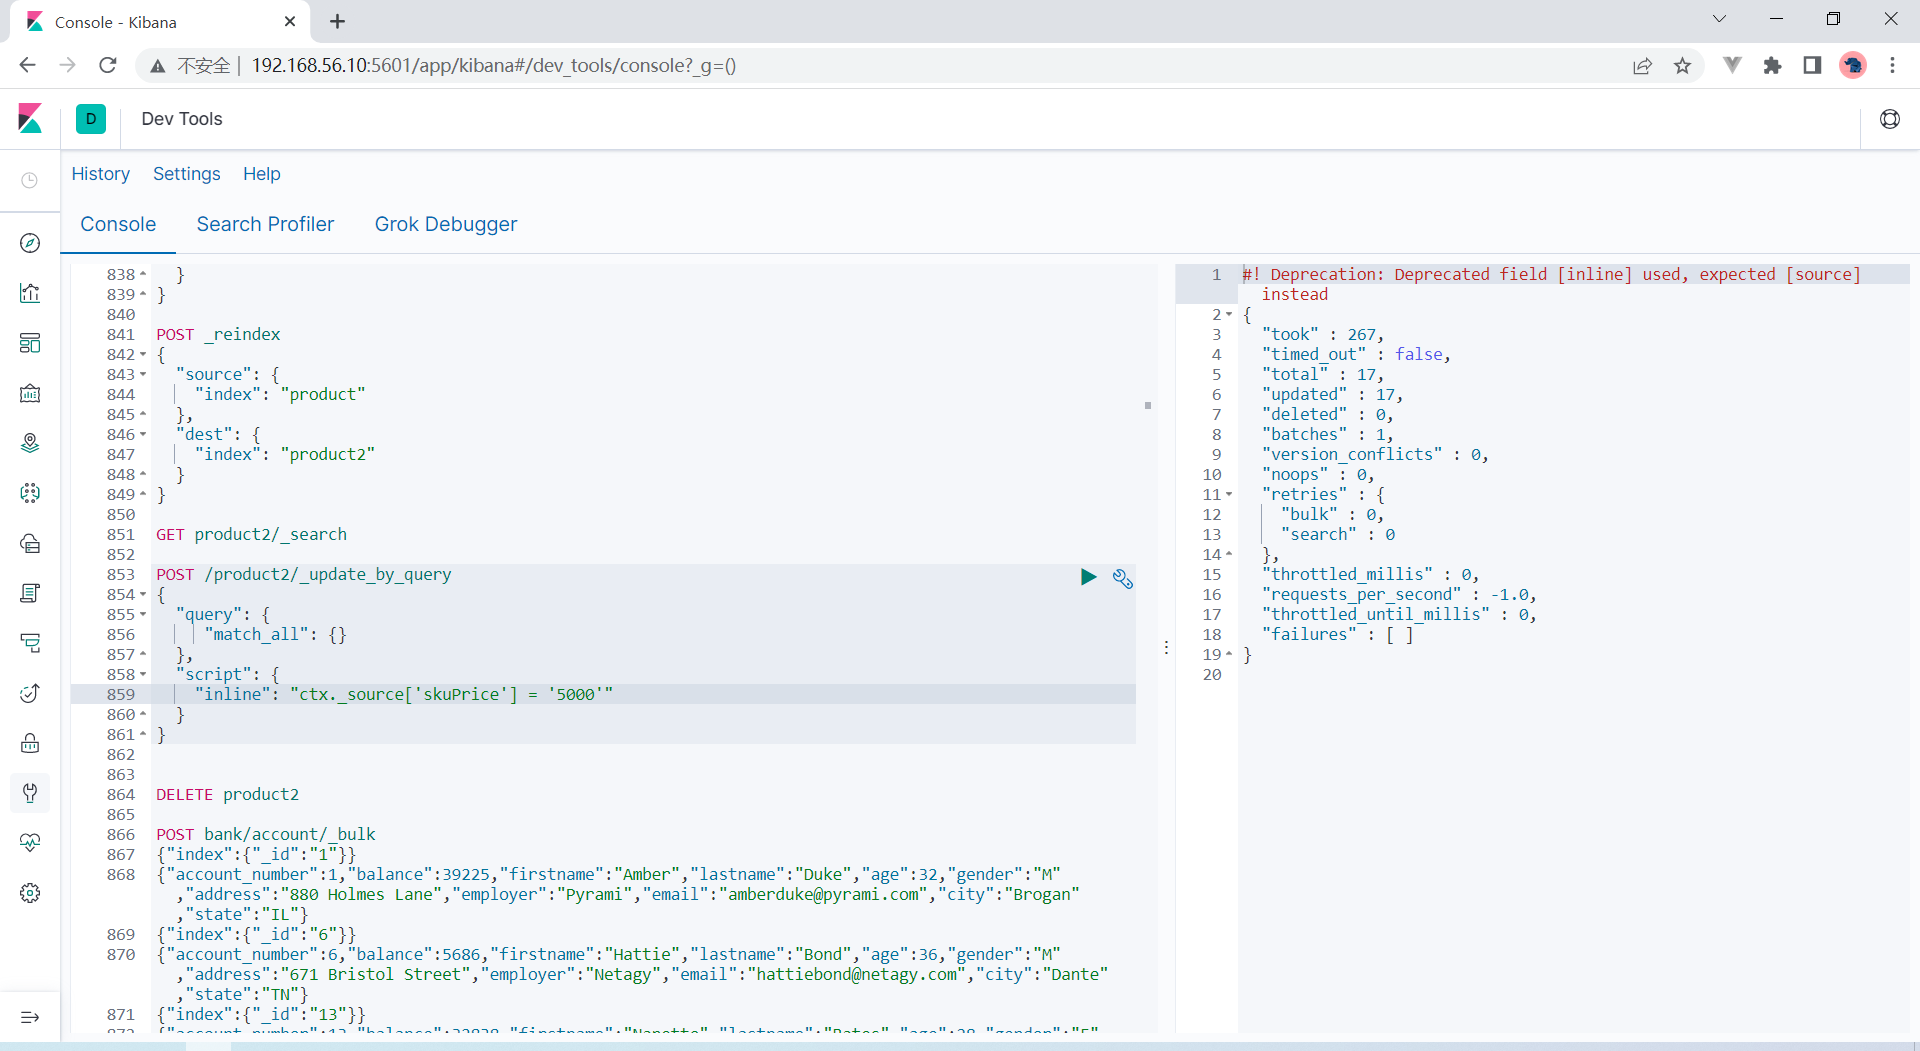 Console - Kibana
不安全 | 192.168.56.10:5601/app/kibana#/dev_tools/console?_g=()
D
Dev Tools
History Settings Help
Console Search Profiler Grok Debugger
838 }
839 }
840
841 POST _reindex
842 {
843 "source": {
844 "index": "product"
845 },
846 "dest": {
847 "index": "product2"
848 }
849 }
850
851 GET product2/_search
852
853 POST /product2/_update_by_query
854 {
855 "query": {
856 "match_all": {}
857 },
858 "script": {
859 "inline": "ctx._source['skuPrice'] = '5000'"
860 }
861 }
862
863
864 DELETE product2
865
866 POST bank/account/_bulk
867 {"index":{"_id":"1"}}
868 {"account_number":1,"balance":39225,"firstname":"Amber","lastname":"Duke","age":32,"gender":"M"
,"address":"880 Holmes Lane","employer":"Pyrami","email":"amberduke@pyrami.com","city":"Brogan"
,"state":"IL"}
869 {"index":{"_id":"6"}}
870 {"account_number":6,"balance":5686,"firstname":"Hattie","lastname":"Bond","age":36,"gender":"M"
,"address":"671 Bristol Street","employer":"Netagy","email":"hattiebond@netagy.com","city":"Dante"
,"state":"TN"}
871 {"index":{"_id":"13"}}
1 #! Deprecation: Deprecated field [inline] used, expected [source]
instead
2 {
3 "took" : 267,
4 "timed_out" : false,
5 "total" : 17,
6 "updated" : 17,
7 "deleted" : 0,
8 "batches" : 1,
9 "version_conflicts" : 0,
10 "noops" : 0,
11 "retries" : {
12 "bulk" : 0,
13 "search" : 0
14 },
15 "throttled_millis" : 0,
16 "requests_per_second" : -1.0,
17 "throttled_until_millis" : 0,
18 "failures" : [ ]
19 }
20